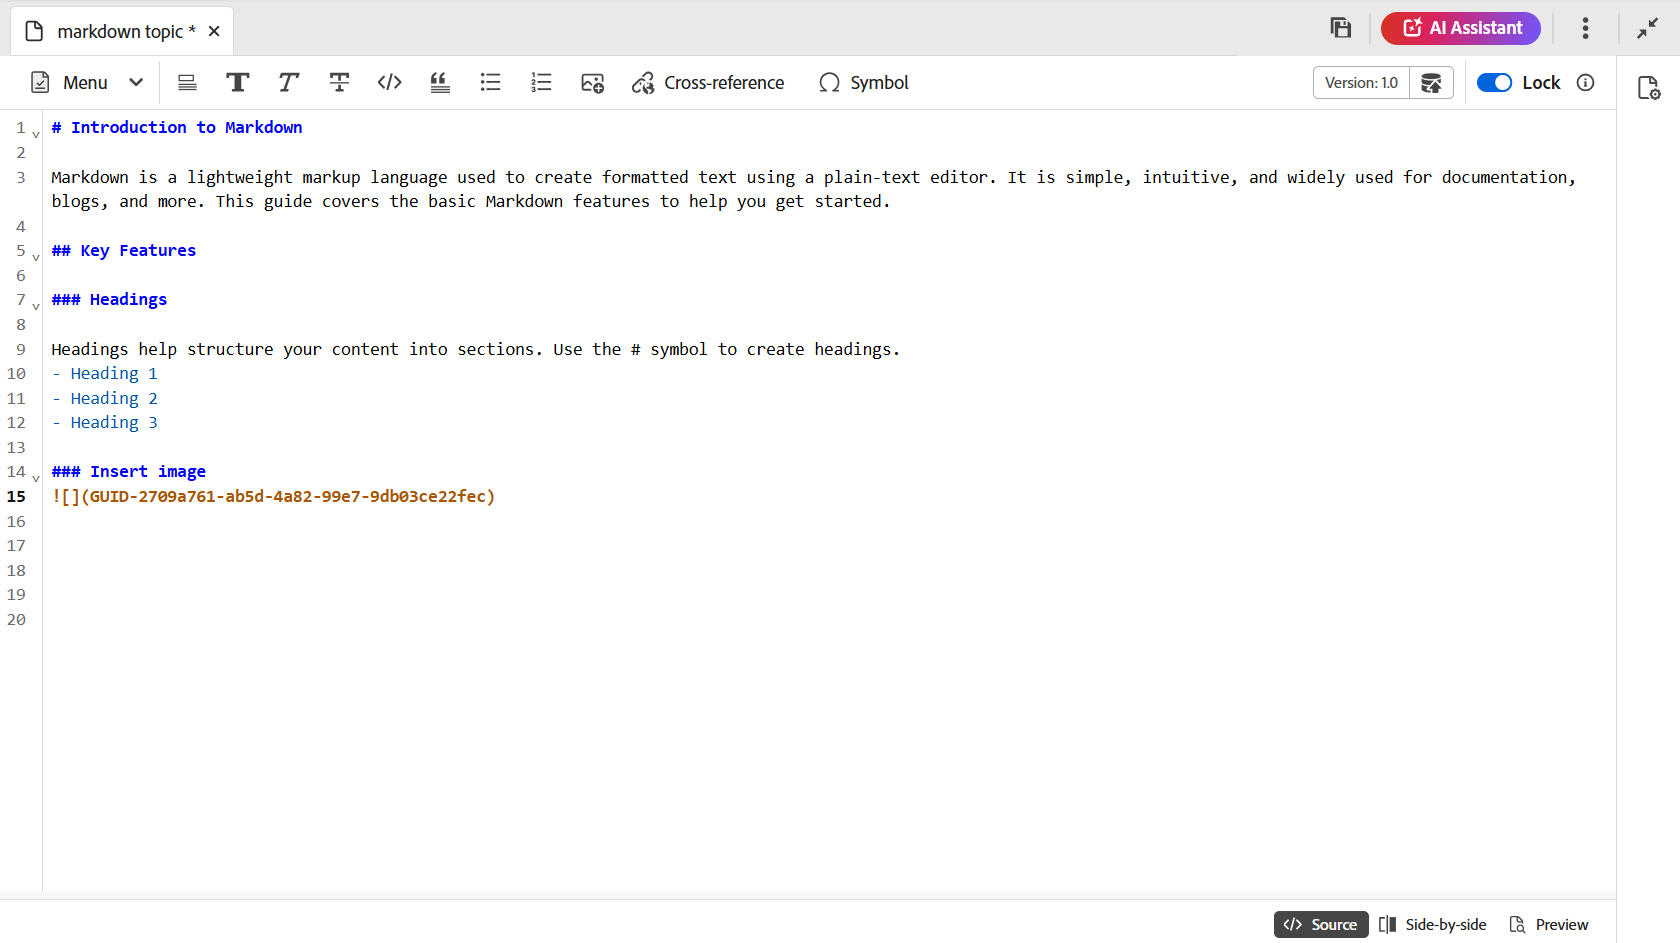 markdown topic *
AI Assistant
Menu
Cross-reference
Symbol
Version: 1.0
Lock
1 # Introduction to Markdown
2
3 Markdown is a lightweight markup language used to create formatted text using a plain-text editor. It is simple, intuitive, and widely used for documentation,
blogs, and more. This guide covers the basic Markdown features to help you get started.
4
5 ## Key Features
6
7 ### Headings
8
9 Headings help structure your content into sections. Use the # symbol to create headings.
10 - Heading 1
11 - Heading 2
12 - Heading 3
13
14 ### Insert image
15 ![](GUID-2709a761-ab5d-4a82-99e7-9db03ce22fec)
16
17
18
19
20
</> Source
Side-by-side
Preview